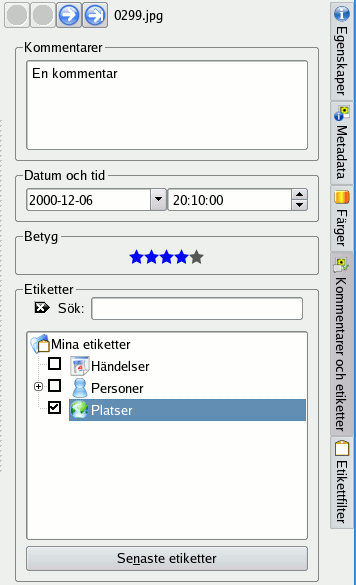 0299.jpg
Kommentarer
En kommentar
Datum och tid
2000-12-06
20:10:00
Betyg
Etiketter
Sök:
Mina etiketter
Händelser
Personer
Platser
Senaste etiketter
Egenskaper
Metadata
Färger
Kommentarer och etiketter
Etikettfilter